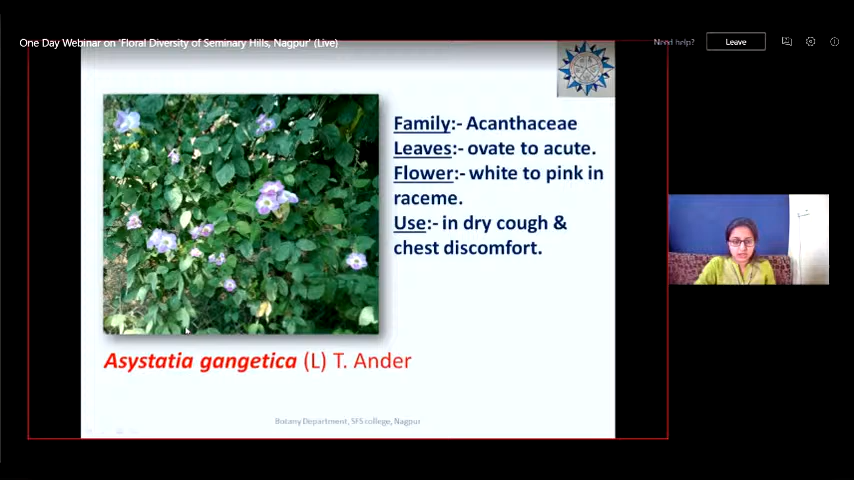 One Day Webinar on 'Floral Diversity of Seminary Hills, Nagpur' (Live)
Need help?
Leave
Family:- Acanthaceae
Leaves:- ovate to acute.
Flower:- white to pink in
raceme.
Use:- in dry cough &
chest discomfort.
Asystatia gangetica (L) T. Ander
Botany Department, SFS college, Nagpur